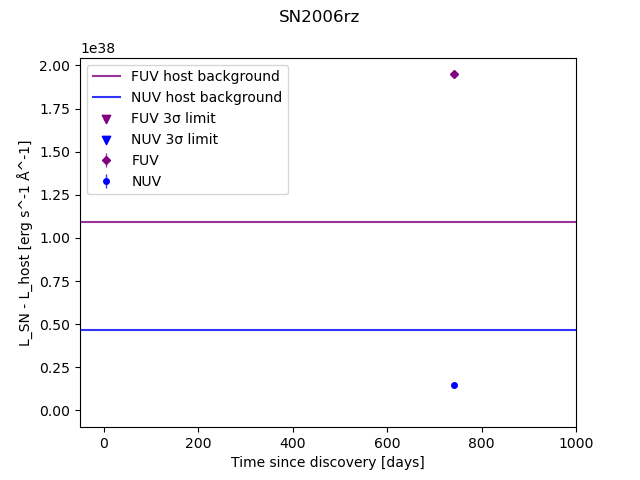 SN2006rz
1e38
2.00
1.75
1.50
1.25
1.00
0.75
0.50
0.25
0.00
L_SN - L_host [erg s^-1 Å^-1]
FUV host background
NUV host background
FUV 3σ limit
NUV 3σ limit
FUV
NUV
0 200 400 600 800 1000
Time since discovery [days]